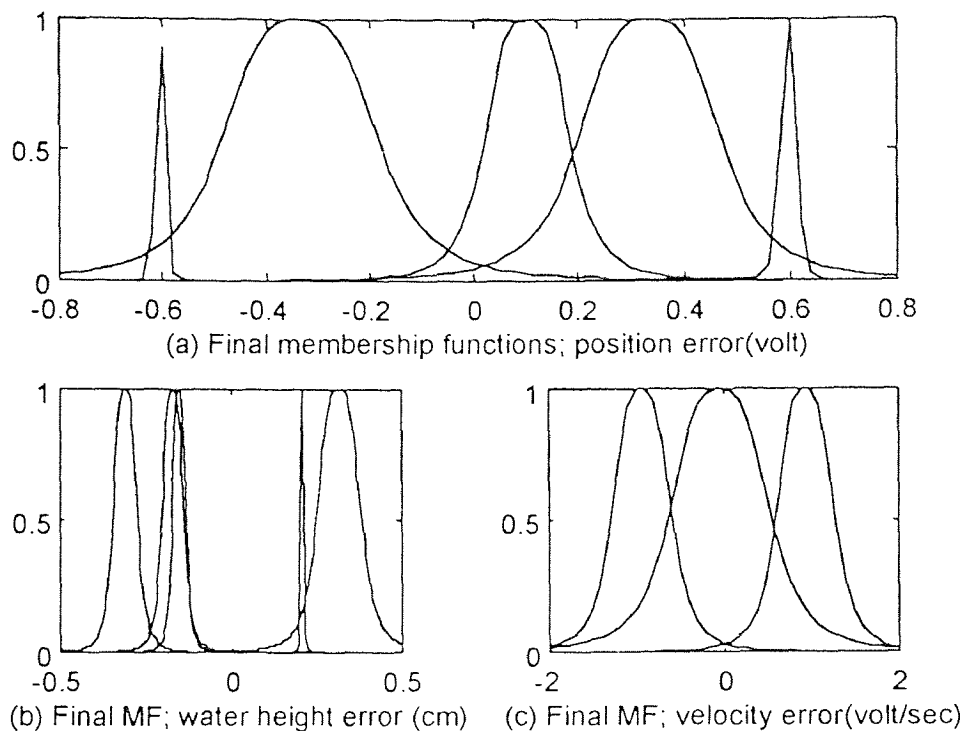 1
0.5
0
-0.8 -0.6 -0.4 -0.2 0 0.2 0.4 0.6 0.8
(a) Final membership functions; position error(volt)
1
0.5
0
-0.5 0 0.5
(b) Final MF; water height error (cm)
1
0.5
0
-2 0 2
(c) Final MF; velocity error(volt/sec)